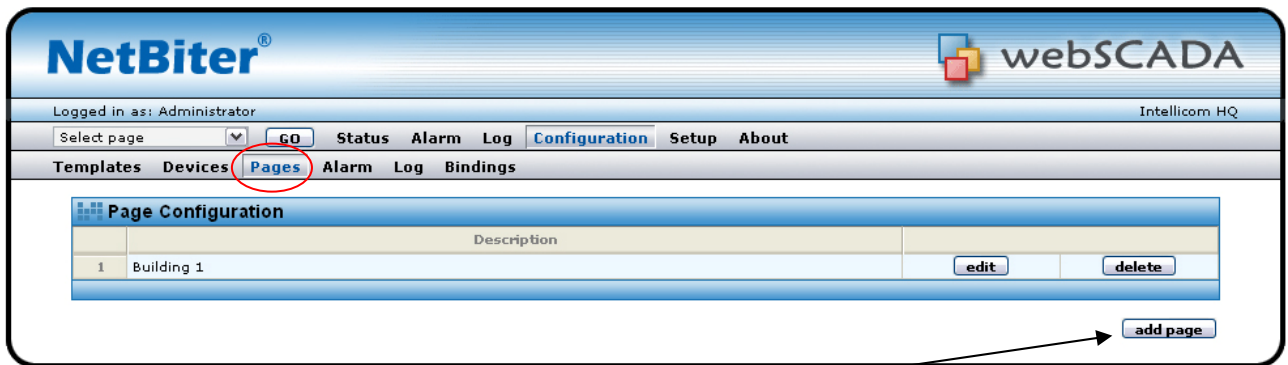 NetBiter®
webSCADA
Logged in as: Administrator
Intellicom HQ
Select page GO Status Alarm Log Configuration Setup About
Templates Devices Pages Alarm Log Bindings
Page Configuration
Description
1 Building 1 edit delete
add page